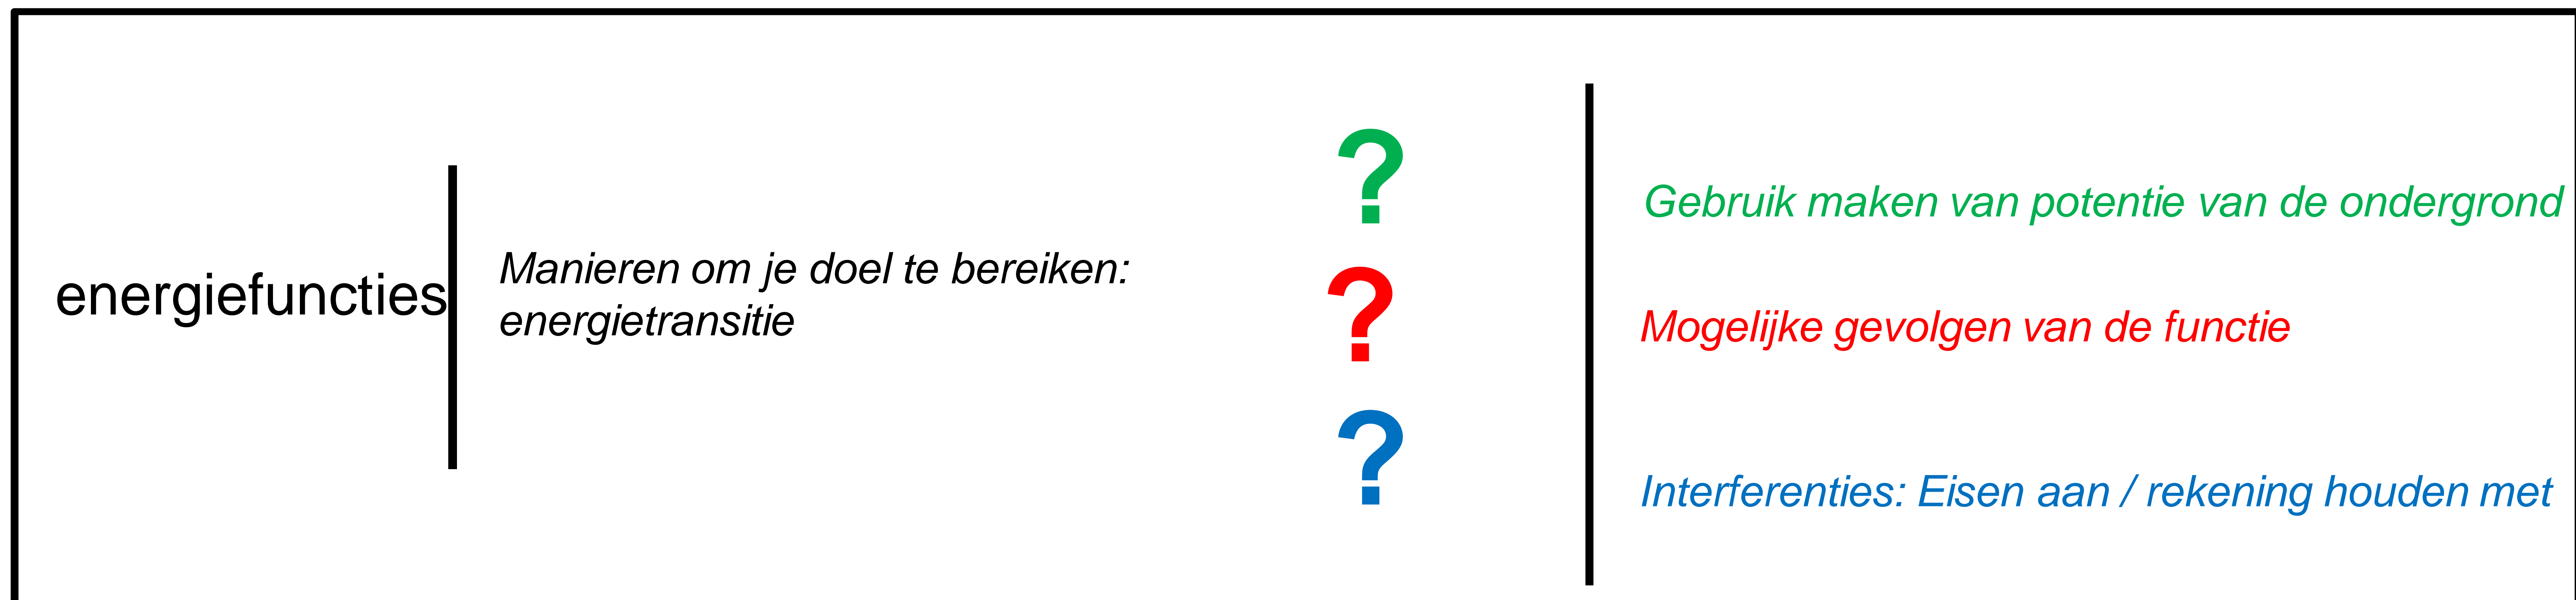 energiefuncties
Manieren om je doel te bereiken:
energietransitie
?
?
?
Gebruik maken van potentie van de ondergrond
Mogelijke gevolgen van de functie
Interferenties: Eisen aan / rekening houden met